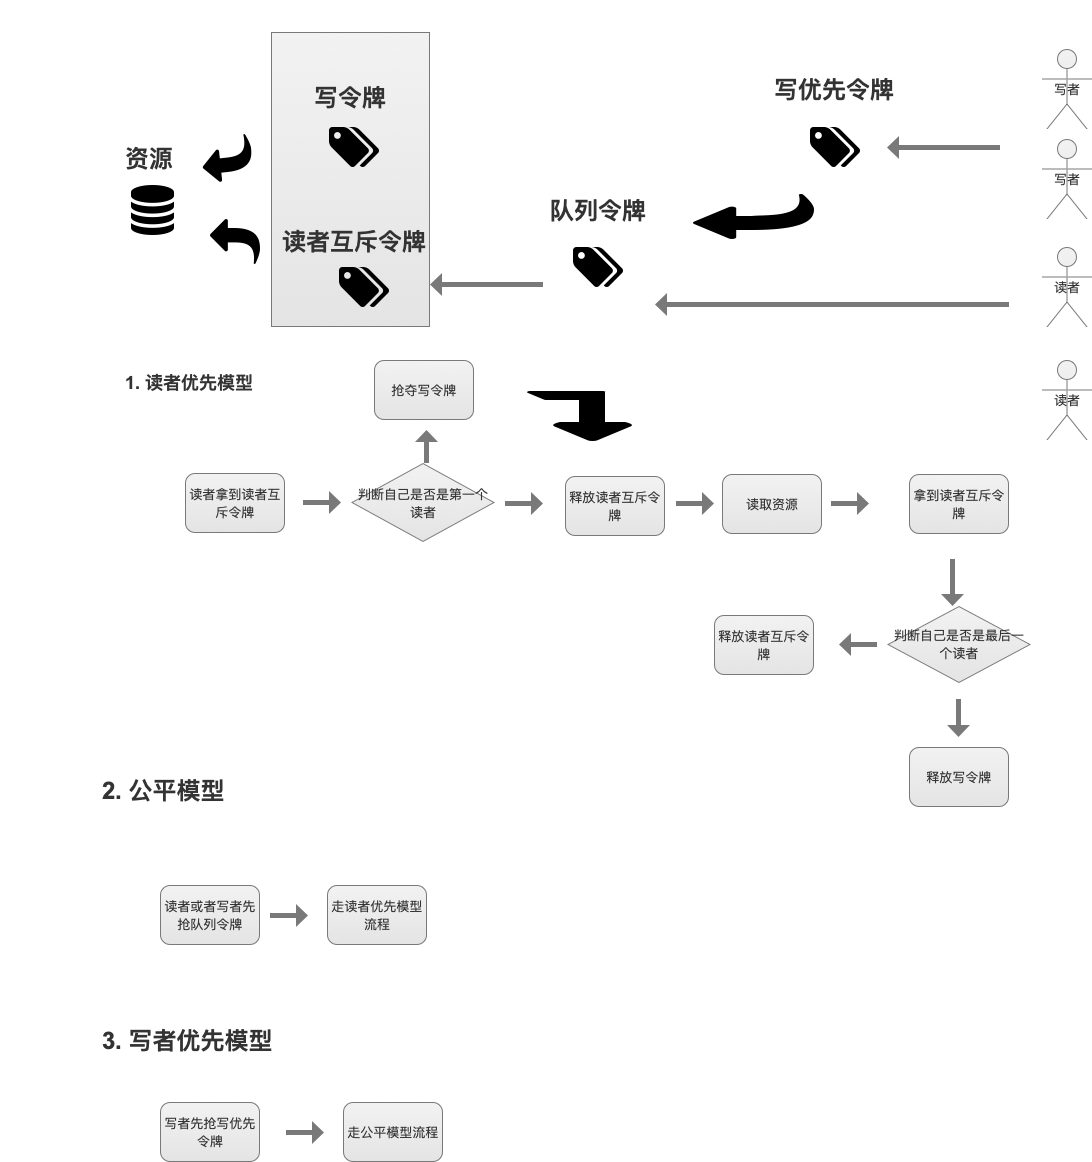 写令牌
写优先令牌
写者
资源
写者
队列令牌
读者互斥令牌
读者
1. 读者优先模型
抢夺写令牌
读者
读者拿到读者互
斥令牌
判断自己是否是第一个
读者
释放读者互斥令
牌
读取资源
拿到读者互斥令
牌
释放读者互斥令
牌
判断自己是否是最后一
个读者
释放写令牌
2. 公平模型
读者或者写者先
抢队列令牌
走读者优先模型
流程
3. 写者优先模型
写者先抢写优先
令牌
走公平模型流程